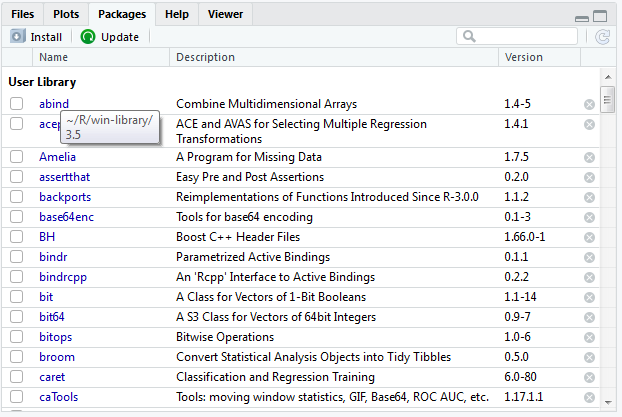 Files Plots Packages Help Viewer
Install Update
Name Description Version
User Library
abind Combine Multidimensional Arrays 1.4-5
~/R/win-library/
3.5
ACE and AVAS for Selecting Multiple Regression 1.4.1
Transformations
Amelia A Program for Missing Data 1.7.5
assertthat Easy Pre and Post Assertions 0.2.0
backports Reimplementations of Functions Introduced Since R-3.0.0 1.1.2
base64enc Tools for base64 encoding 0.1-3
BH Boost C++ Header Files 1.66.0-1
bindr Parametrized Active Bindings 0.1.1
bindrcpp An 'Rcpp' Interface to Active Bindings 0.2.2
bit A Class for Vectors of 1-Bit Booleans 1.1-14
bit64 A S3 Class for Vectors of 64bit Integers 0.9-7
bitops Bitwise Operations 1.0-6
broom Convert Statistical Analysis Objects into Tidy Tibbles 0.5.0
caret Classification and Regression Training 6.0-80
caTools Tools: moving window statistics, GIF, Base64, ROC AUC, etc. 1.17.1.1